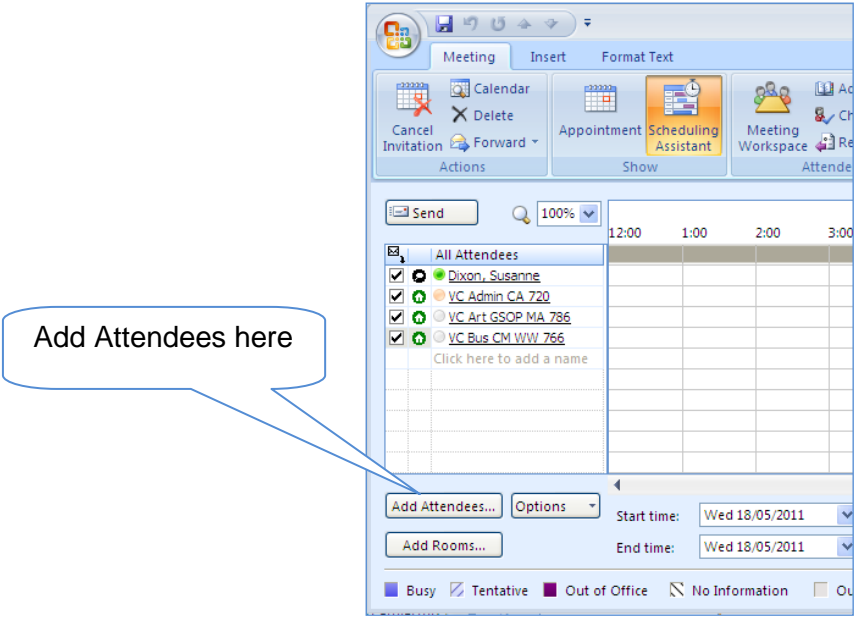 Meeting Insert Format Text
Calendar
Delete
Cancel Invitation
Forward
Appointment
Scheduling Assistant
Meeting Workspace
Actions
Show
Send
100%
12:00 1:00 2:00 3:00
All Attendees
Dixon, Susanne
VC Admin CA 720
VC Art GSOP MA 786
VC Bus CM WW 766
Click here to add a name
Add Attendees here
Add Attendees... Options
Start time: Wed 18/05/2011
Add Rooms...
End time: Wed 18/05/2011
Busy Tentative Out of Office No Information